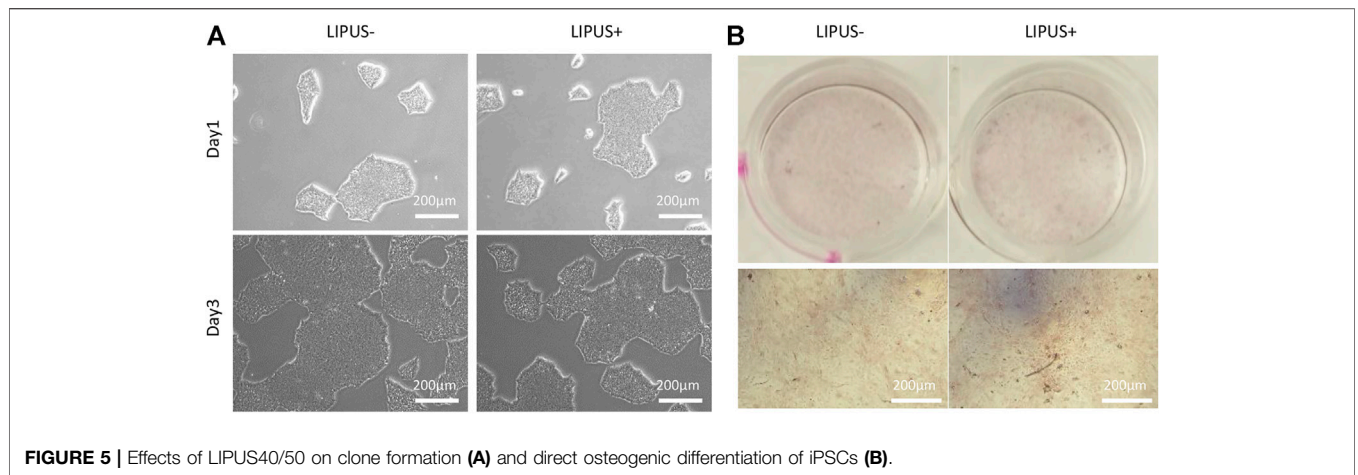 A
LIPUS-
LIPUS+
B
LIPUS-
LIPUS+
Day1
200μm
200μm
Day3
200μm
200μm
200μm
200μm
FIGURE 5 | Effects of LIPUS40/50 on clone formation (A) and direct osteogenic differentiation of iPSCs (B).